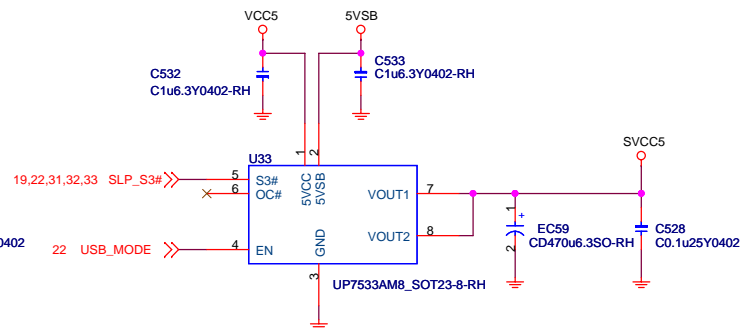 VCC5 5VSB
C532
C1u6.3Y0402-RH
C533
C1u6.3Y0402-RH
SVCC5
U33
1 2
5VCC 5VSB
19,22,31,32,33 SLP_S3# 5 S3#
6 OC#
VOUT1 7
VOUT2 8
0402
22 USB_MODE 4 EN
GND
3
UP7533AM8_SOT23-8-RH
1 +
2
EC59
CD470u6.3SO-RH
C528
C0.1u25Y0402